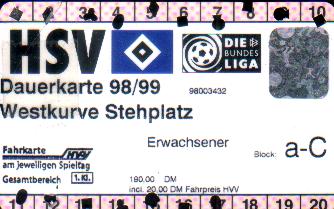 2 3 4 5 6 7 8 9 10
HSV DIE BUNDES LIGA
Dauerkarte 98/99 98003432
Westkurve Stehplatz
Erwachsener
Block: a-C
Fahrkarte HVV
am jeweiligen Spieltag
Gesamtbereich 1. Kl.
180.00 DM
incl. 20.00 DM Fahrpreis HVV
12 13 14 15 16 17 18 19 20